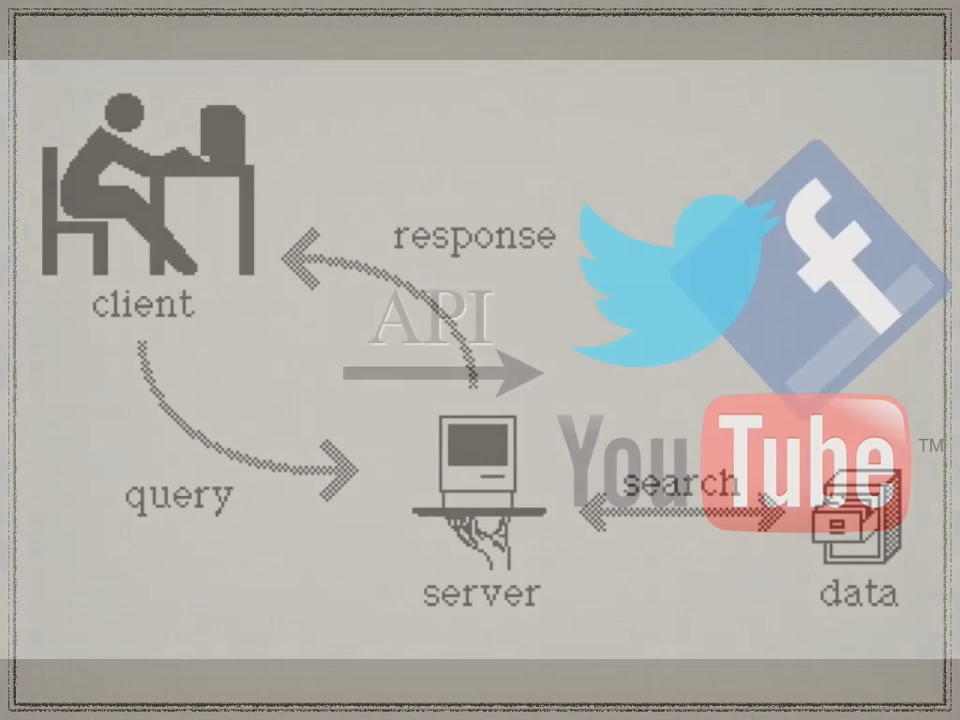 response
client
API
YouTube
TM
search
query
server
data